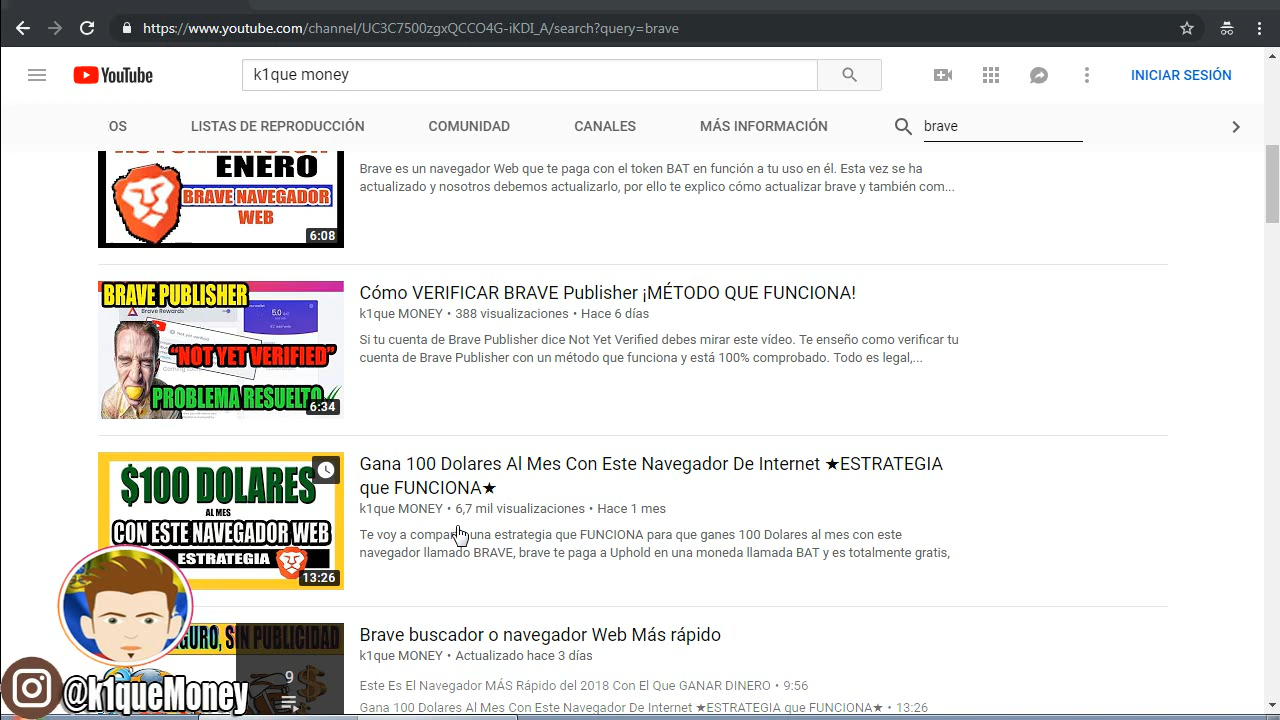 https://www.youtube.com/channel/UC3C7500zgxQCCO4G-iKDI_A/search?query=brave
YouTube
k1que money
INICIAR SESIÓN
OS
LISTAS DE REPRODUCCIÓN
COMUNIDAD
CANALES
MÁS INFORMACIÓN
brave
ENERO
BRAVE NAVEGADOR
WEB
6:08
Brave es un navegador Web que te paga con el token BAT en función a tu uso en él. Esta vez se ha
actualizado y nosotros debemos actualizarlo, por ello te explico cómo actualizar brave y también com...
BRAVE PUBLISHER
Brave Rewards
5.0
"NOT YET VERIFIED"
PROBLEMA RESUELTO
6:34
Cómo VERIFICAR BRAVE Publisher ¡MÉTODO QUE FUNCIONA!
k1que MONEY • 388 visualizaciones • Hace 6 días
Si tu cuenta de Brave Publisher dice Not Yet Verified debes mirar este vídeo. Te enseño como verificar tu
cuenta de Brave Publisher con un método que funciona y está 100% comprobado. Todo es legal,...
$100 DOLARES
AL MES
CON ESTE NAVEGADOR WEB
ESTRATEGIA
13:26
Gana 100 Dolares Al Mes Con Este Navegador De Internet ★ESTRATEGIA
que FUNCIONA★
k1que MONEY • 6,7 mil visualizaciones • Hace 1 mes
Te voy a compartir una estrategia que FUNCIONA para que ganes 100 Dolares al mes con este
navegador llamado BRAVE, brave te paga a Uphold en una moneda llamada BAT y es totalmente gratis,
GURO, SIN PUBLICIDAD
9
Brave buscador o navegador Web Más rápido
k1que MONEY • Actualizado hace 3 días
Este Es El Navegador MÁS Rápido del 2018 Con El Que GANAR DINERO • 9:56
Gana 100 Dolares Al Mes Con Este Navegador De Internet ★ESTRATEGIA que FUNCIONA★ • 13:26
@k1queMoney